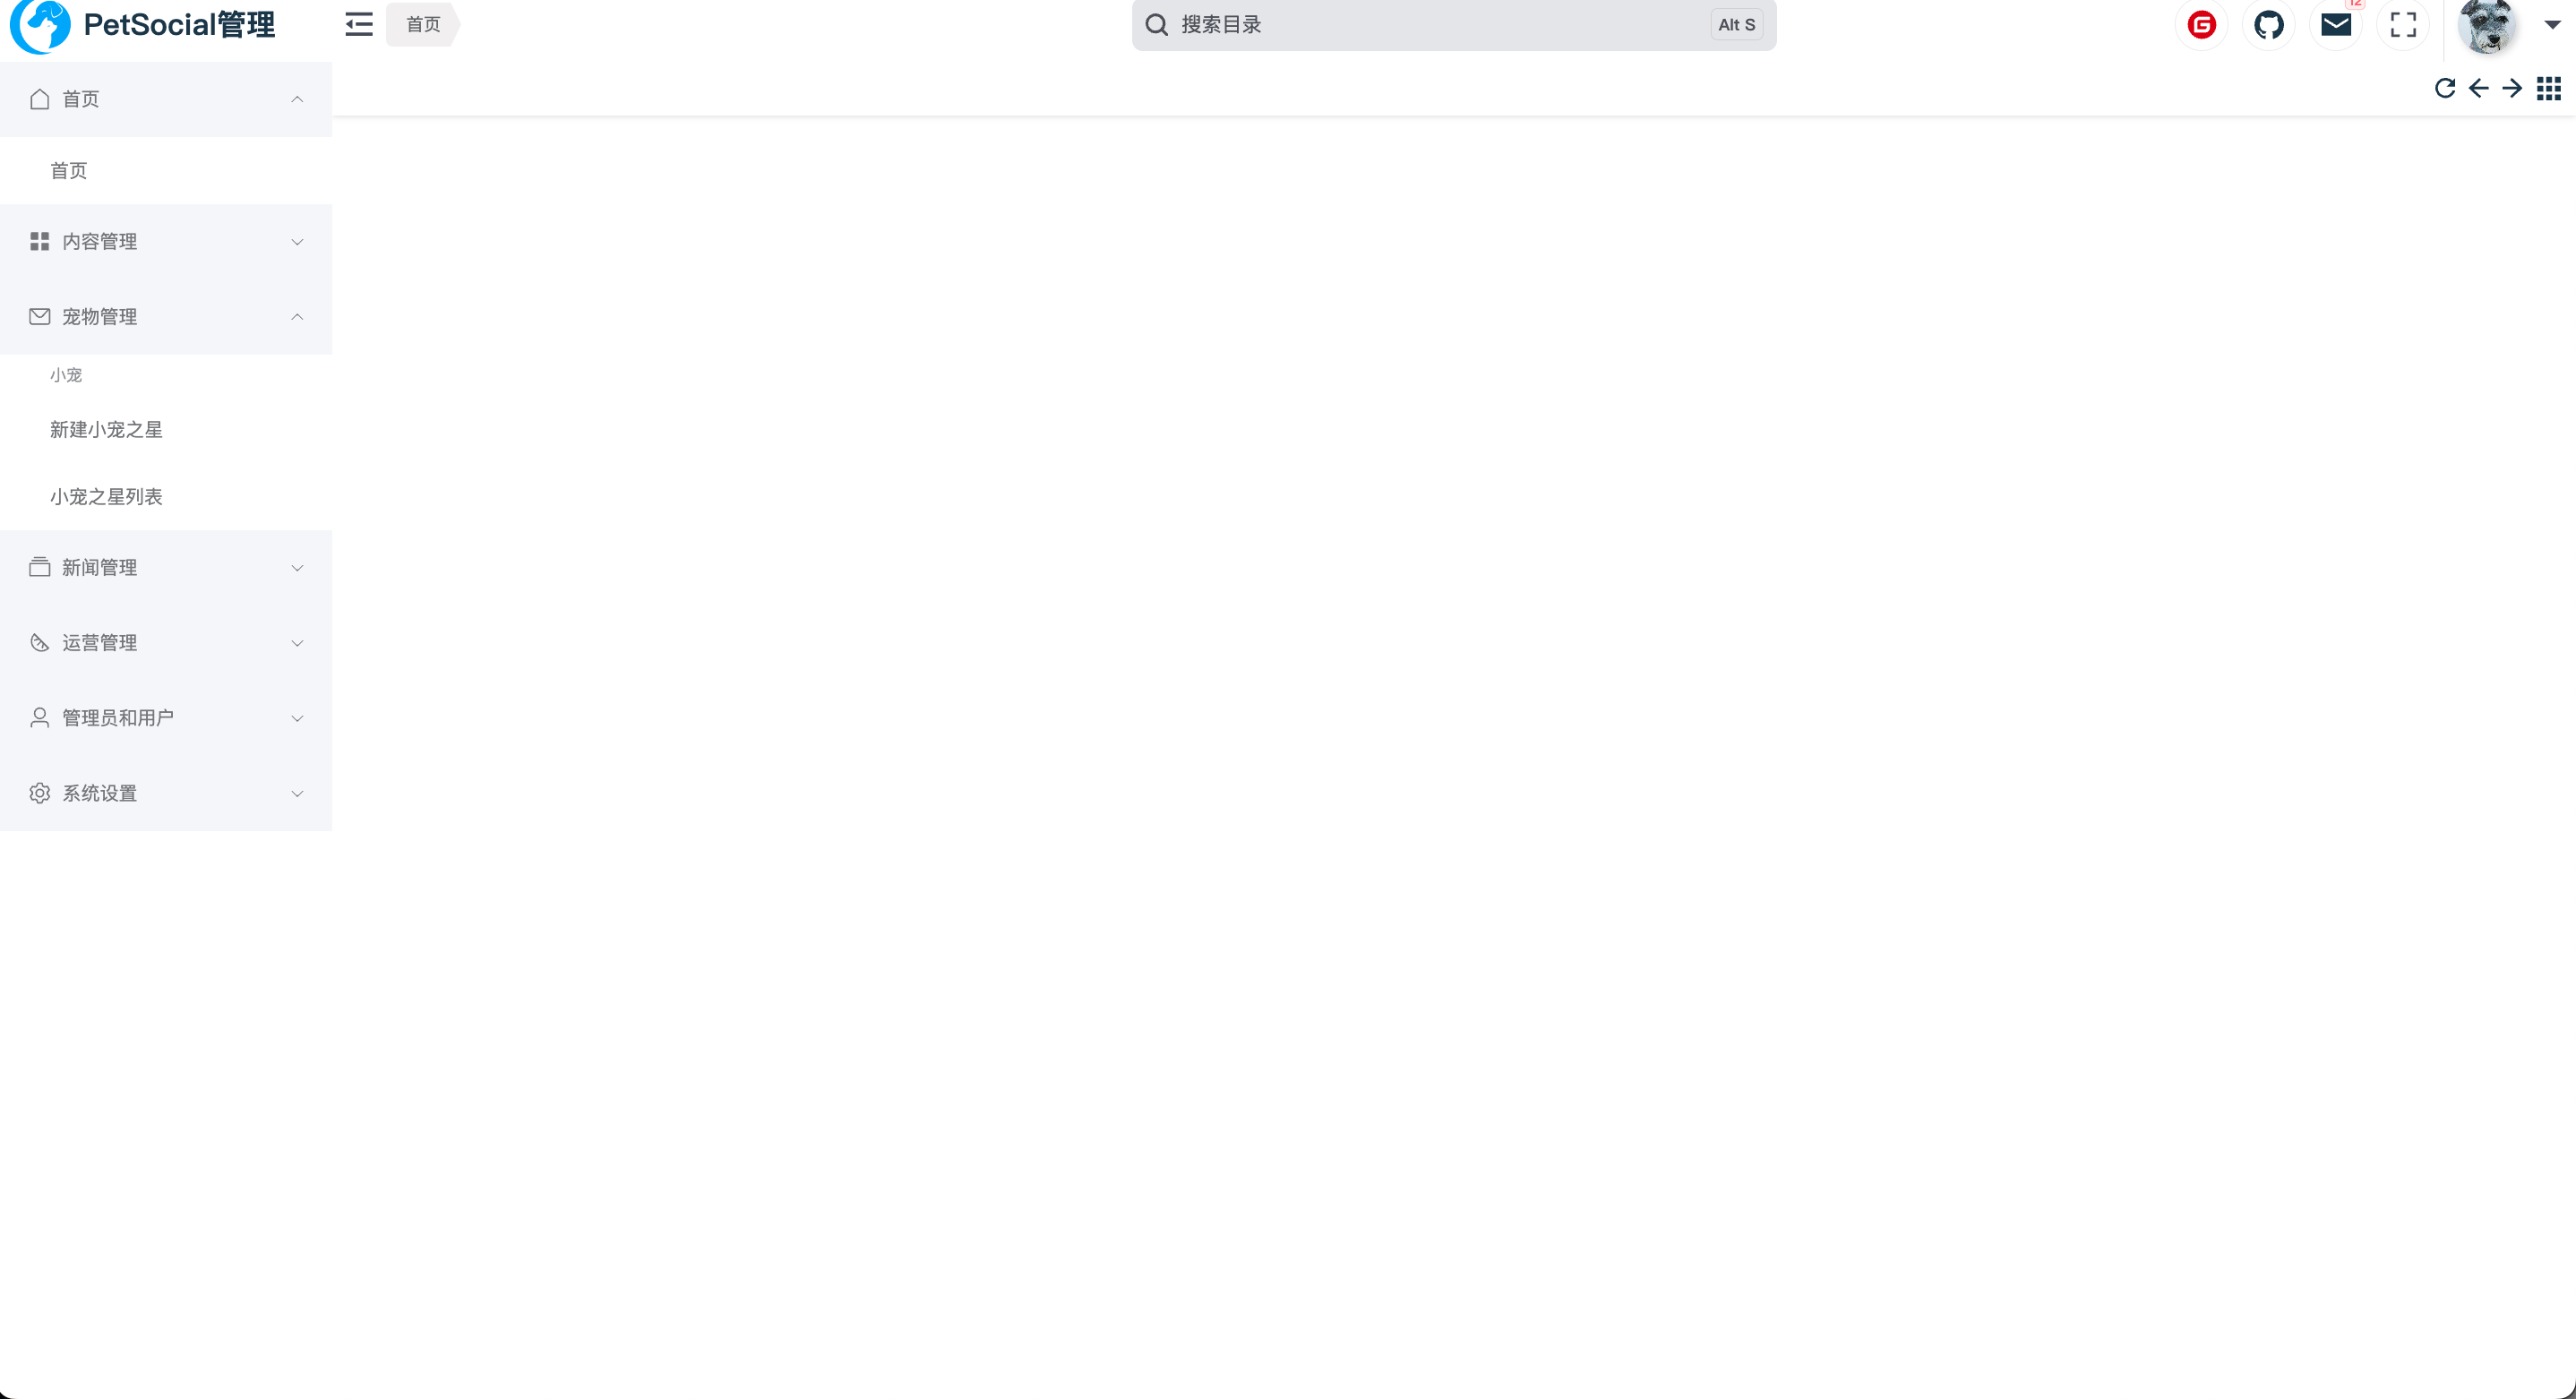 PetSocial管理
首页
搜索目录
Alt S
12
首页
首页
内容管理
宠物管理
小宠
新建小宠之星
小宠之星列表
新闻管理
运营管理
管理员和用户
系统设置